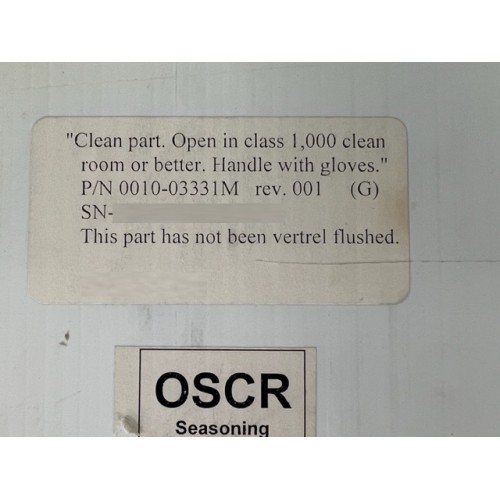 "Clean part. Open in class 1,000 clean
room or better. Handle with gloves."
P/N 0010-03331M rev. 001 (G)
SN-
This part has not been vertrel flushed.
OSCR
Seasoning